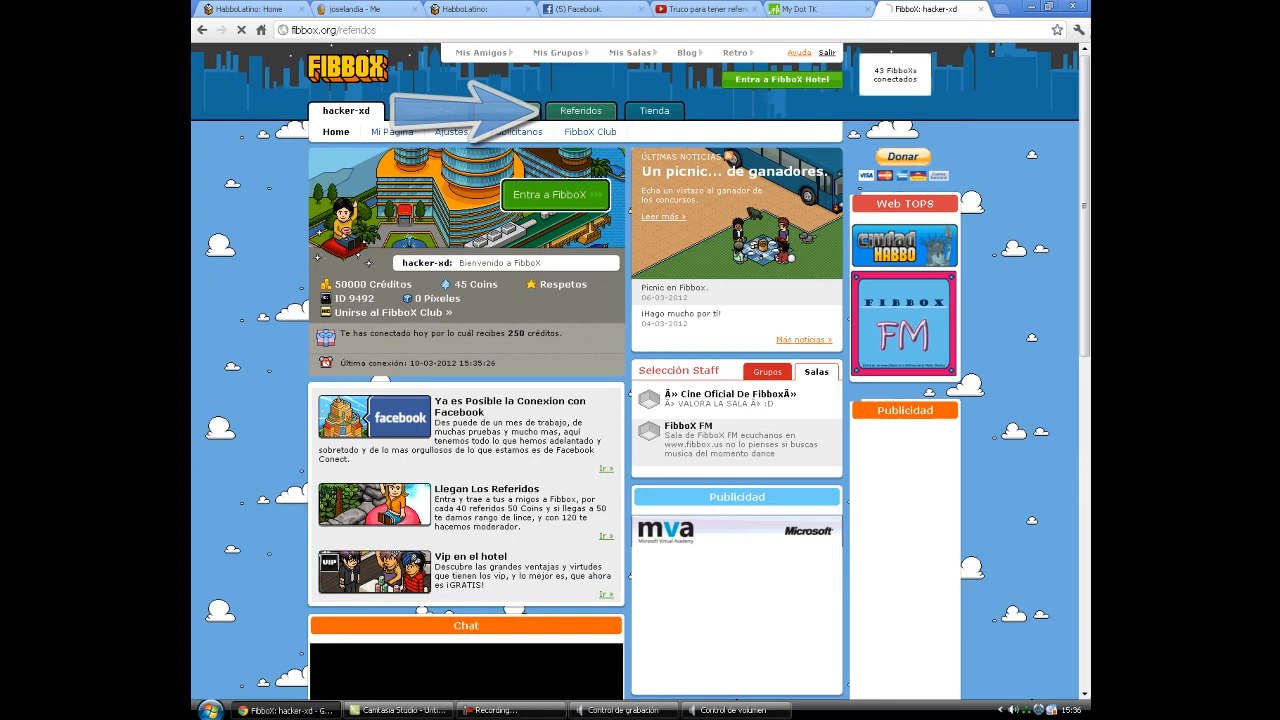 HabboLatino: Home
joselandia - Me
HabboLatino:
(5) Facebook
Truco para tener refer
My Dot TK
FibboX: hacker-xd
fibbox.org/referidos
Mis Amigos
Mis Grupos
Mis Salas
Blog
Retro
Ayuda
Salir
FIBBOX
Entra a FibboX Hotel
43 FibboXs
conectados
hacker-xd
Referidos
Tienda
Home
Mi Página
Ajustes
FibboX Club
Entra a FibboX
hacker-xd: Bienvenido a FibboX
50000 Créditos
45 Coins
Respetos
ID 9492
0 Píxeles
Unirse al FibboX Club »
Te has conectado hoy por lo cuál recibes 250 créditos.
Última conexión: 10-03-2012 15:35:26
ÚLTIMAS NOTICIAS
Un picnic... de ganadores.
Echa un vistazo al ganador de
los concursos.
Leer más »
Picnic en Fibbox.
06-03-2012
¡Hago mucho por tí!
04-03-2012
Más noticias »
Donar
VISA
Web TOPS
Ciudad
HABBO
FIBBOX
FM
Selección Staff
Grupos
Salas
Â» Cine Oficial De FibboxÂ»
Â» VALORA LA SALA Â» :D
FibboX FM
Sala de FibboX FM ecuchanos en
www.fibbox.us no lo pienses si buscas
musica del momento dance
Publicidad
facebook
Ya es Posible la Conexion con
Facebook
Des puede de un mes de trabajo, de
muchas pruebas y mucho mas, aquí
tenemos todo lo que hemos adelantado y
sobretodo y de lo mas orgullosos de lo que estamos es de Facebook
Conect.
Ir »
Llegan Los Referidos
Entra y trae a tus a migos a Fibbox, por
cada 40 referidos 50 Coins y si llegas a 50
te damos rango de lince, y con 120 te
hacemos moderador.
Ir »
VIP
Vip en el hotel
Descubre las grandes ventajas y virtudes
que tienen los vip, y lo mejor es, que ahora
es ¡GRATIS!
Ir »
Publicidad
mva
Microsoft Virtual Academy
Microsoft
Chat
FibboX: hacker-xd - G...
Camtasia Studio - Unti...
Recording...
Control de grabación
Control de volumen
15:36